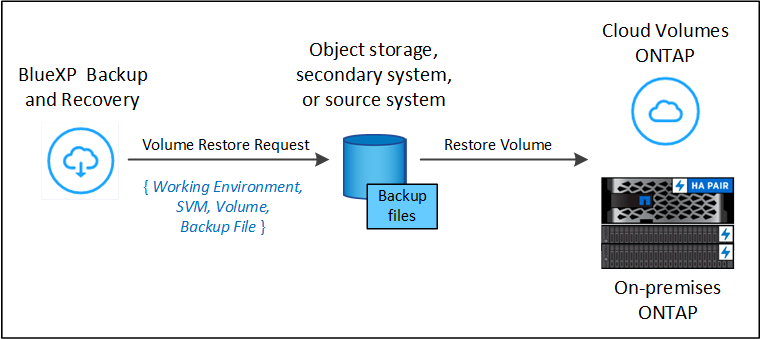 BlueXP Backup
and Recovery
Volume Restore Request
{ Working Environment,
SVM, Volume,
Backup File }
Object storage,
secondary system,
or source system
Backup
files
Restore Volume
Cloud Volumes
ONTAP
HA PAIR
On-premises
ONTAP